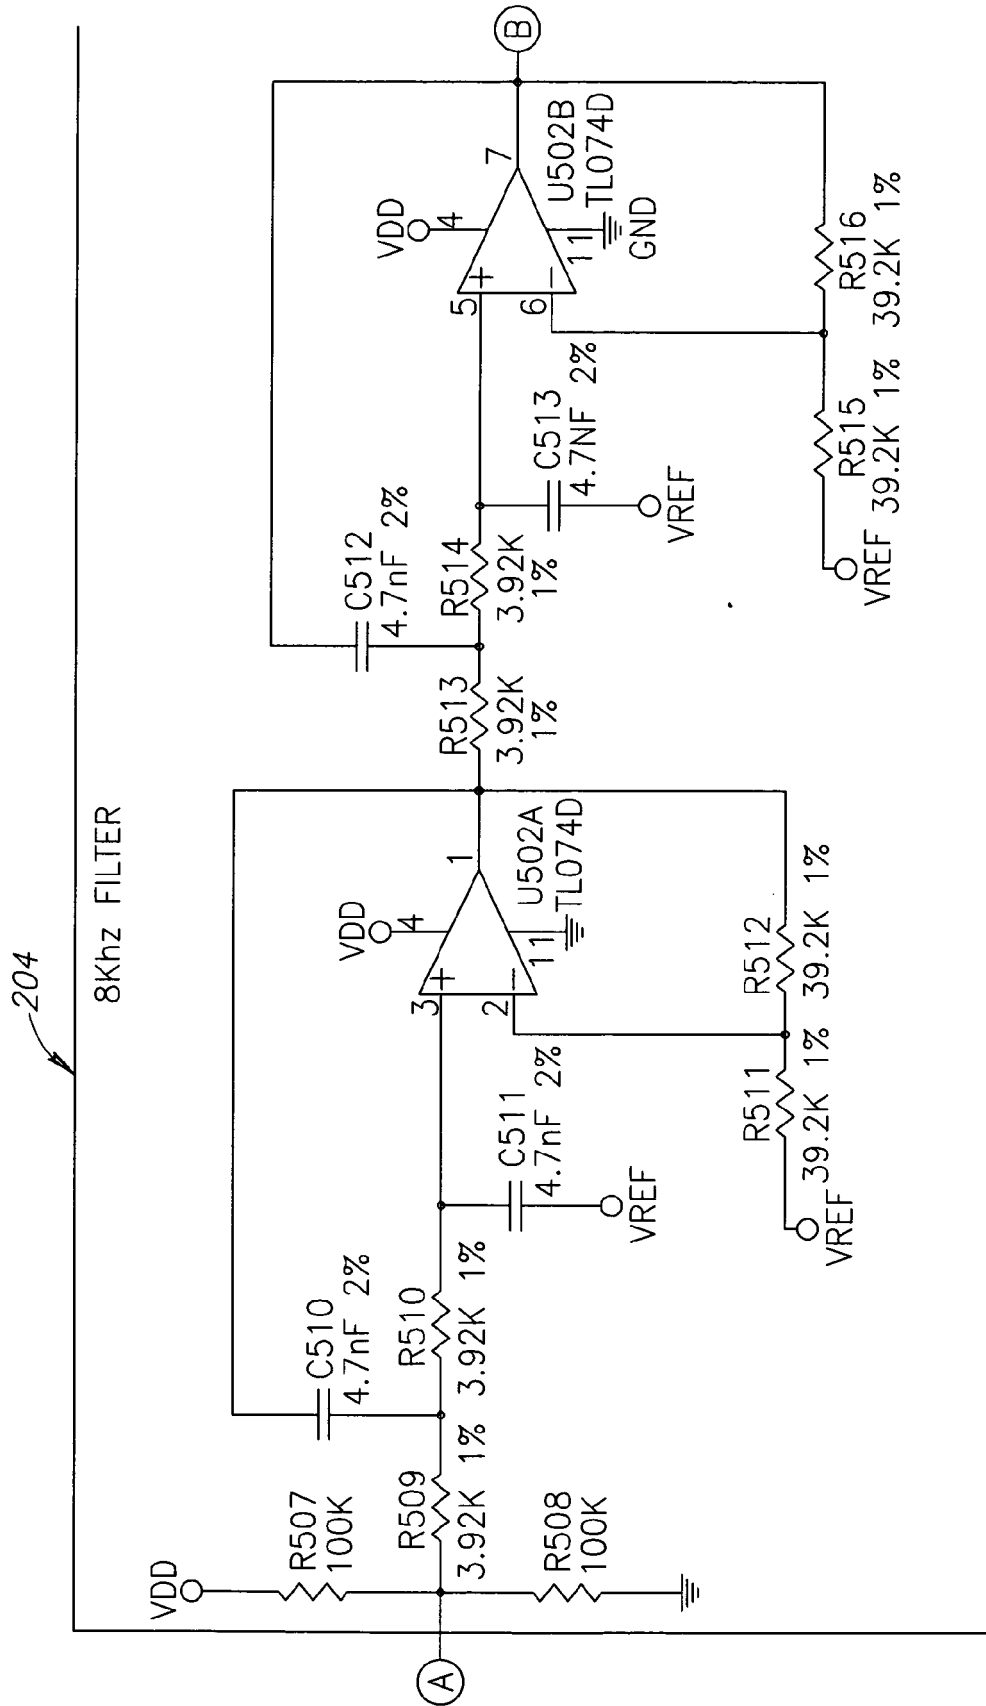 204
8Khz FILTER
A
VDD
R507
100K
R508
100K
R509
3.92K 1%
C510
4.7nF 2%
R510
3.92K 1%
C511
4.7nF 2%
VREF
VDD
4
3
+
2
−
11
1
U502A
TL074D
R511
39.2K 1%
VREF
R512
39.2K 1%
R513
3.92K
1%
C512
4.7nF 2%
R514
3.92K
1%
C513
4.7NF 2%
VREF
VDD
4
5
+
6
−
11
GND
7
U502B
TL074D
R515
39.2K 1%
VREF
R516
39.2K 1%
B